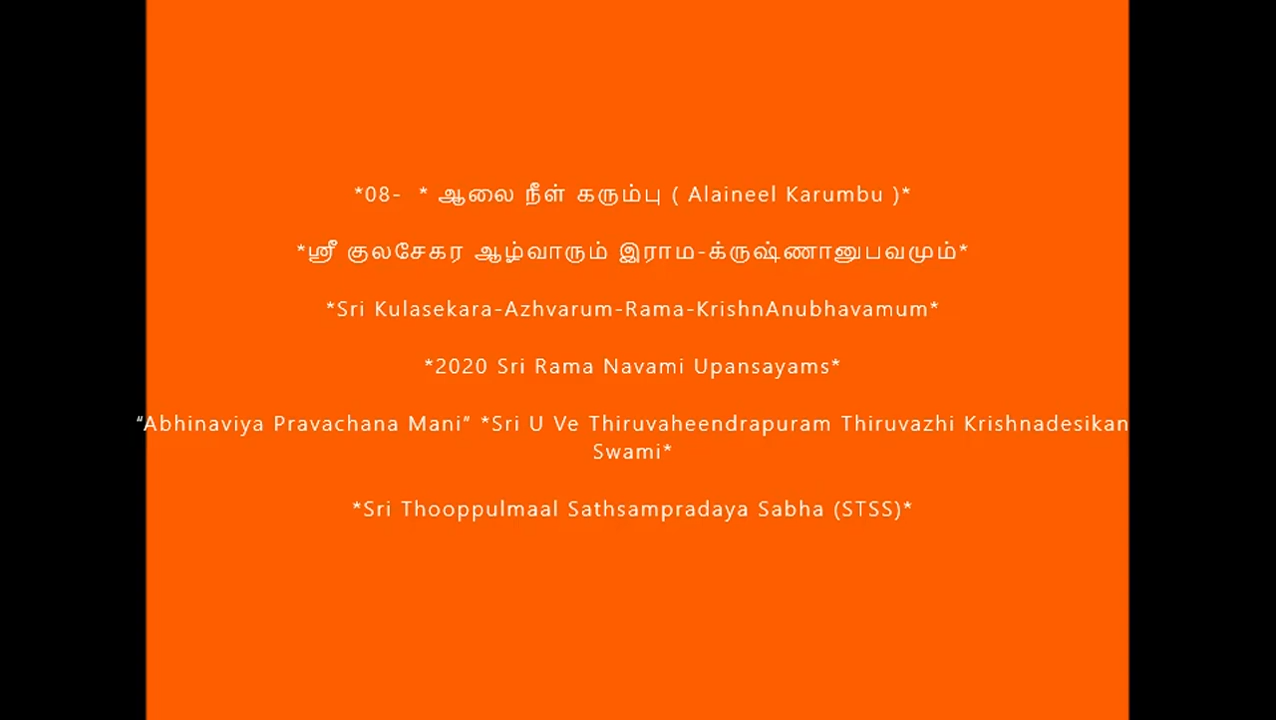 *08-  * ஆலை நீள் கரும்பு ( Alaineel Karumbu )*
*ஸ்ரீ குலசேகர ஆழ்வாரும் இராம-க்ருஷ்ணானுபவமும்*
*Sri Kulasekara-Azhvarum-Rama-KrishnAnubhavamum*
*2020 Sri Rama Navami Upansayams*
“Abhinaviya Pravachana Mani” *Sri U Ve Thiruvaheendrapuram Thiruvazhi Krishnadesikan
Swami*
*Sri Thooppulmaal Sathsampradaya Sabha (STSS)*